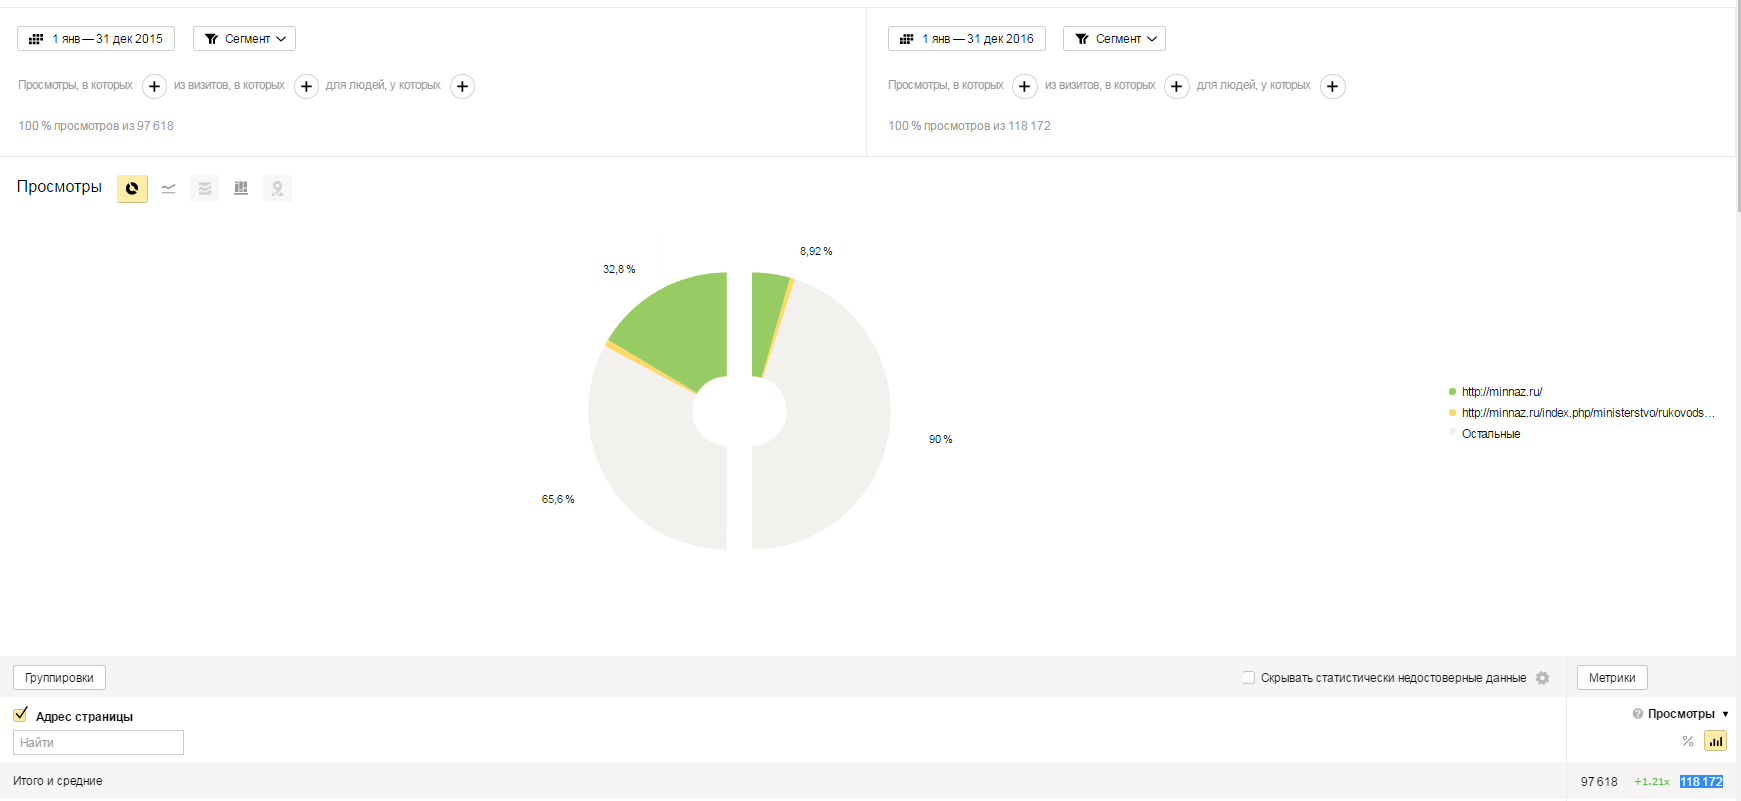 1 янв — 31 дек 2015
Сегмент
1 янв — 31 дек 2016
Сегмент
Просмотры, в которых + из визитов, в которых + для людей, у которых +
Просмотры, в которых + из визитов, в которых + для людей, у которых +
100 % просмотров из 97 618
100 % просмотров из 118 172
Просмотры
8,92 %
32,8 %
90 %
65,6 %
http://minnaz.ru/
http://minnaz.ru/index.php/ministerstvo/rukovods...
Остальные
Группировки
Скрывать статистически недостоверные данные
Метрики
Адрес страницы
? Просмотры ▼
Найти
%
Итого и средние
97 618 +1.21x 118 172